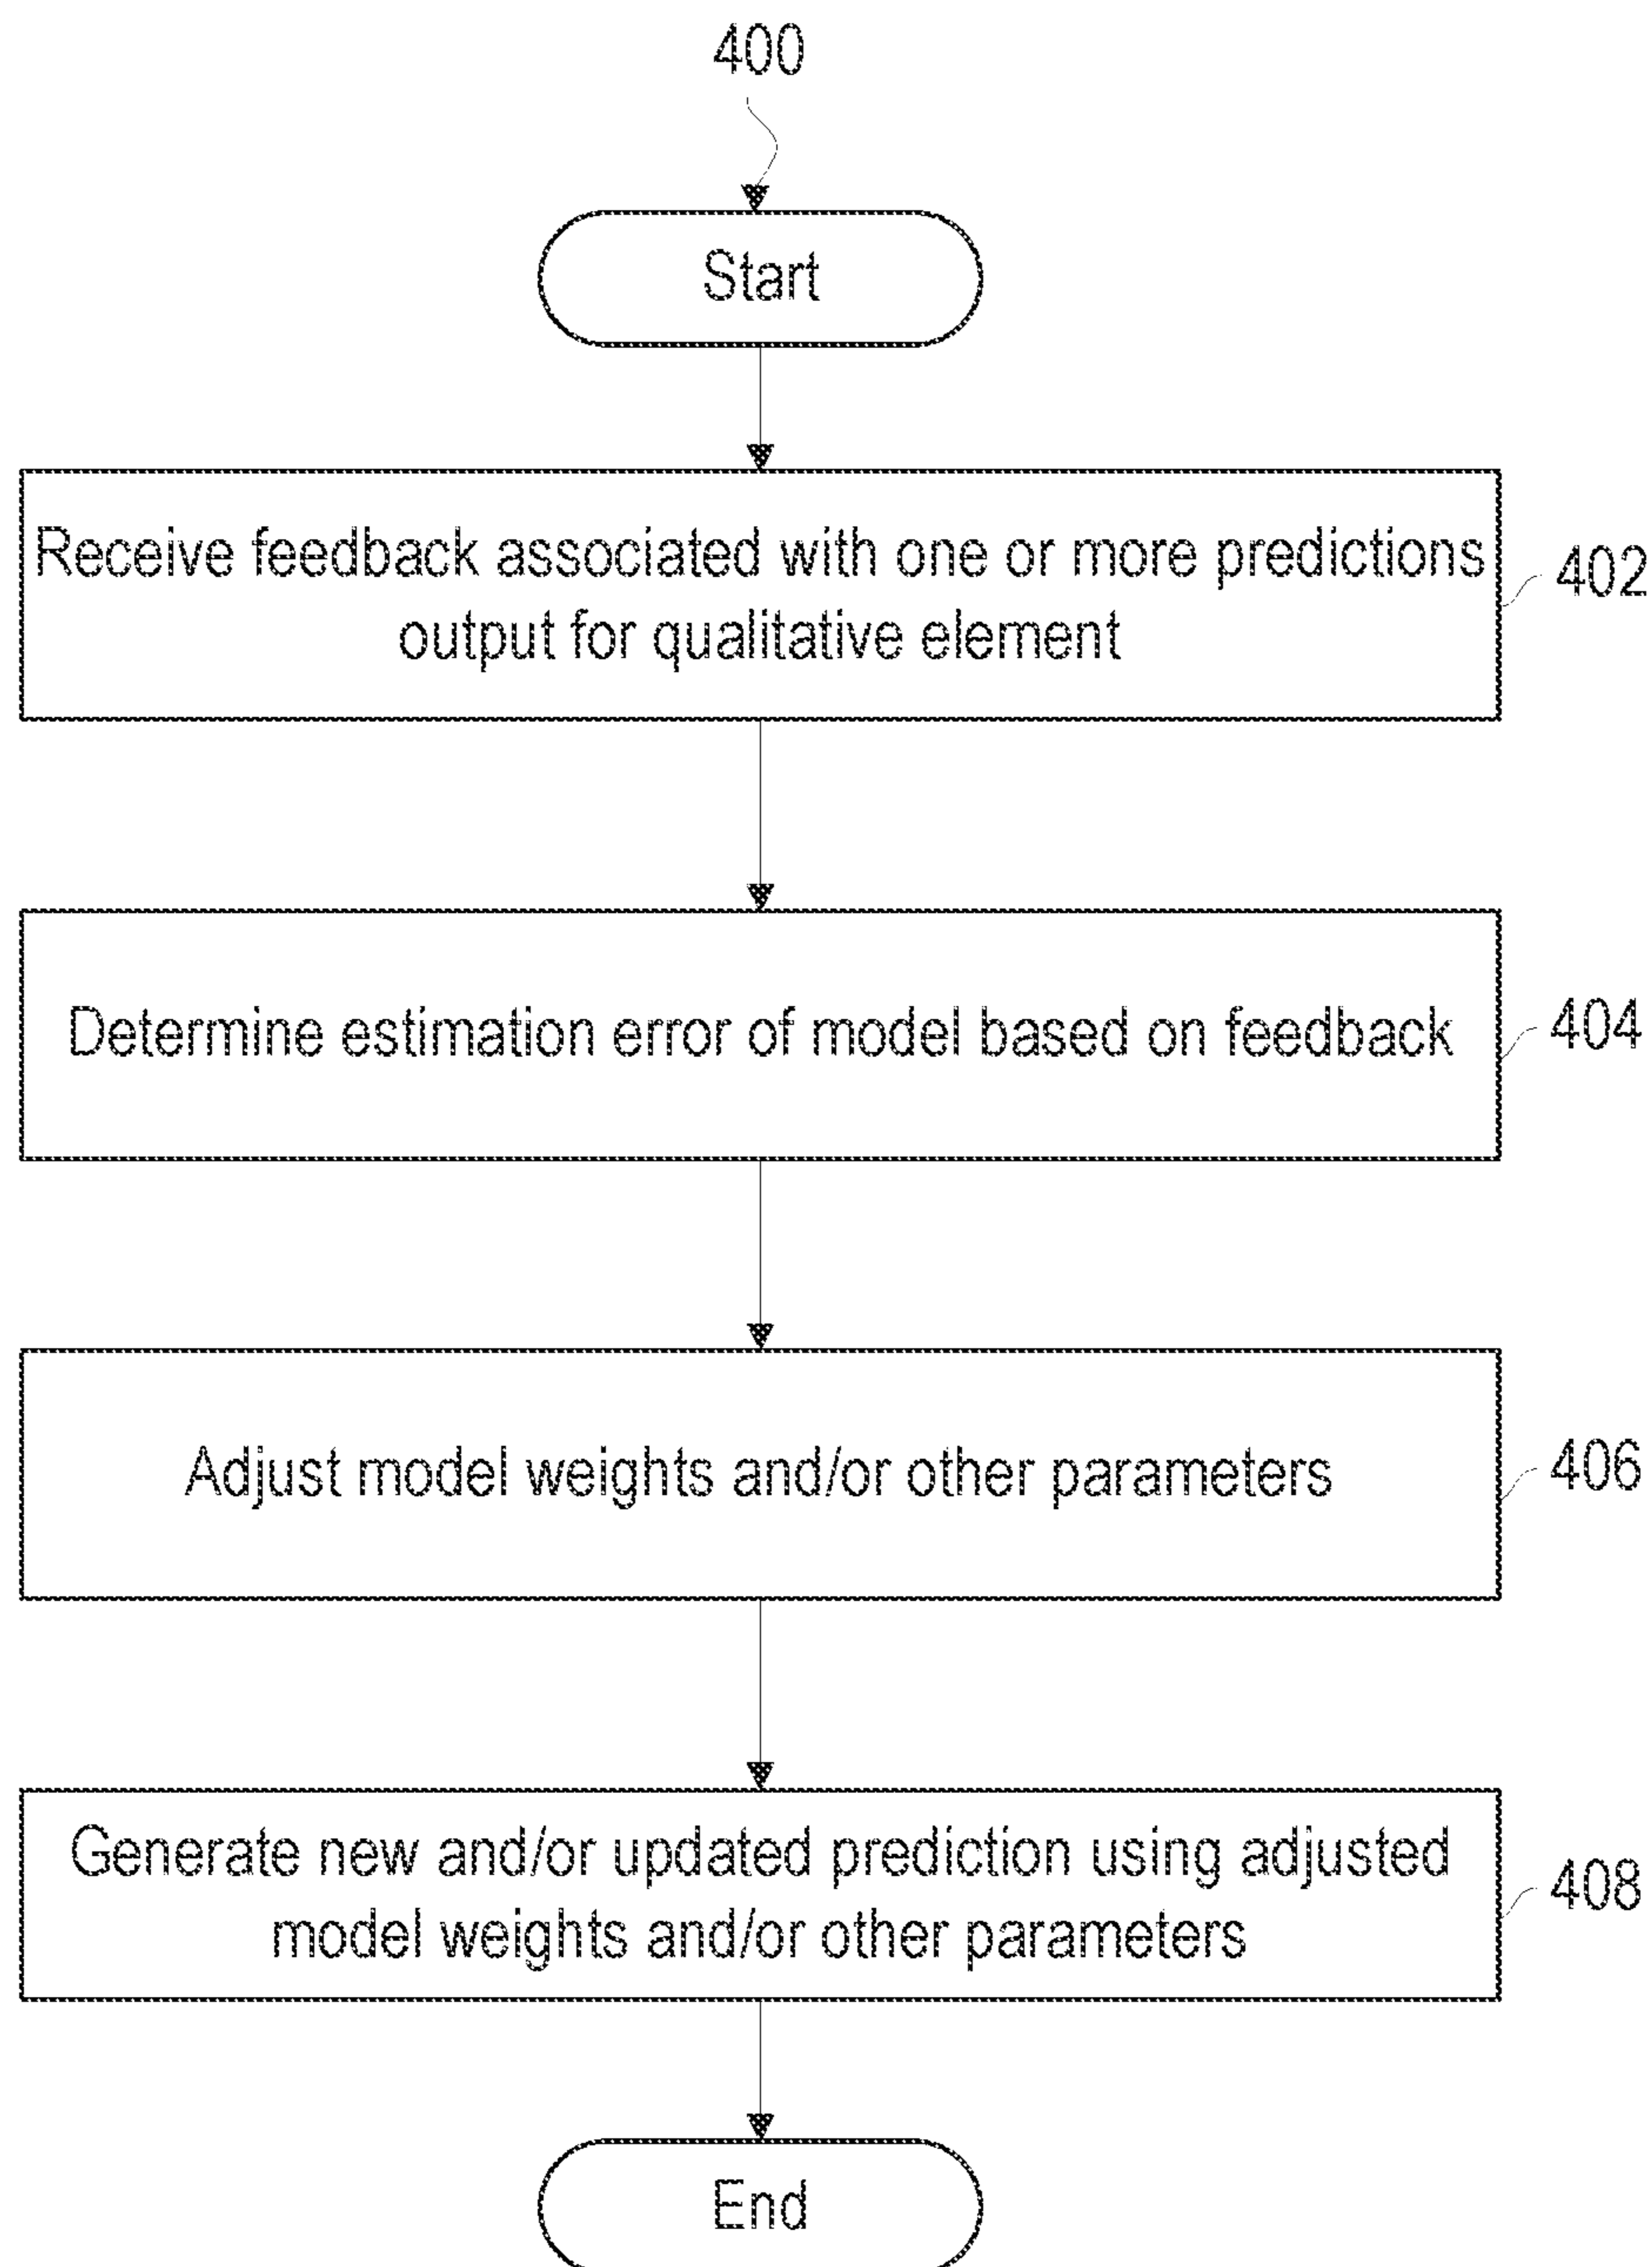 400
Start
Receive feedback associated with one or more predictions
output for qualitative element
402
Determine estimation error of model based on feedback
404
Adjust model weights and/or other parameters
406
Generate new and/or updated prediction using adjusted
model weights and/or other parameters
408
End